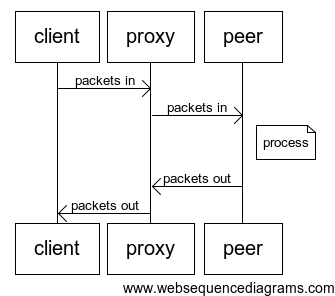 client proxy peer
packets in
packets in
process
packets out
packets out
client proxy peer
www.websequencediagrams.com